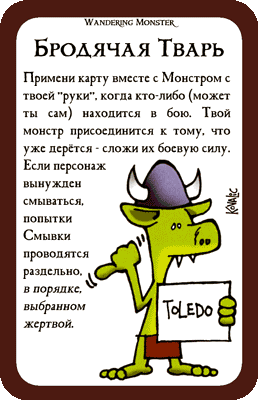 Wandering Monster
Бродячая Тварь
Примени карту вместе с Монстром с
твоей "руки", когда кто-либо (может
ты сам) находится в бою. Твой
монстр присоединится к тому, что
уже дерётся - сложи их боевую силу.
Если персонаж
вынужден
смываться,
попытки
Смывки
проводятся
раздельно,
в порядке,
выбранном
жертвой.
Kovalic
TOLEDO